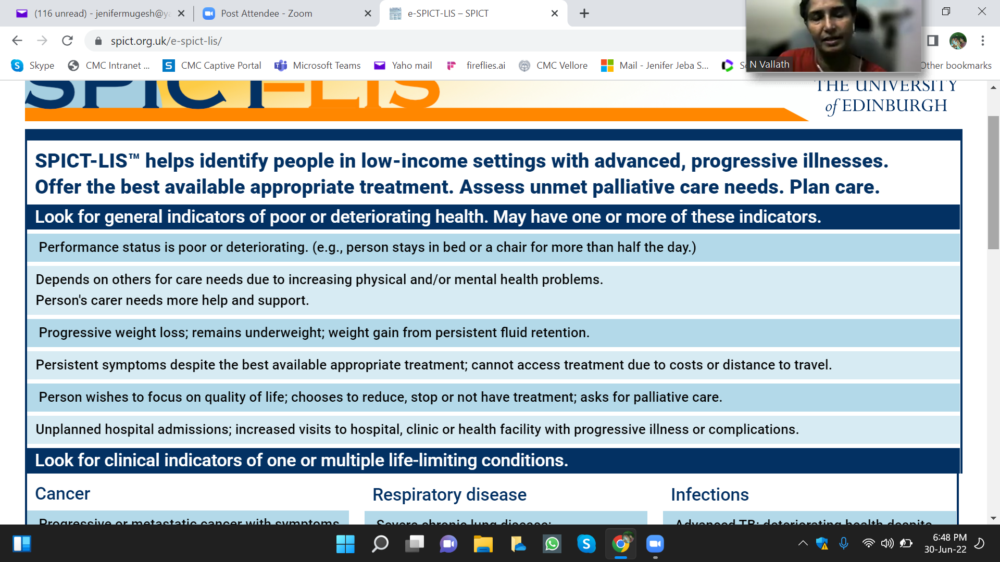 (116 unread) - jenifermugesh@ya
Post Attendee - Zoom
e-SPICT-LIS – SPICT
spict.org.uk/e-spict-lis/
Skype
CMC Intranet ...
CMC Captive Portal
Microsoft Teams
Yaho mail
fireflies.ai
CMC Vellore
Mail - Jenifer Jeba S...
Other bookmarks
N Vallath
SPICT-LIS
THE UNIVERSITY
of EDINBURGH
SPICT-LIS™ helps identify people in low-income settings with advanced, progressive illnesses.
Offer the best available appropriate treatment. Assess unmet palliative care needs. Plan care.
Look for general indicators of poor or deteriorating health. May have one or more of these indicators.
Performance status is poor or deteriorating. (e.g., person stays in bed or a chair for more than half the day.)
Depends on others for care needs due to increasing physical and/or mental health problems.
Person's carer needs more help and support.
Progressive weight loss; remains underweight; weight gain from persistent fluid retention.
Persistent symptoms despite the best available appropriate treatment; cannot access treatment due to costs or distance to travel.
Person wishes to focus on quality of life; chooses to reduce, stop or not have treatment; asks for palliative care.
Unplanned hospital admissions; increased visits to hospital, clinic or health facility with progressive illness or complications.
Look for clinical indicators of one or multiple life-limiting conditions.
Cancer
Respiratory disease
Infections
Progressive or metastatic cancer with symptoms
Severe chronic lung disease;
Advanced TB; deteriorating health despite
6:48 PM
30-Jun-22